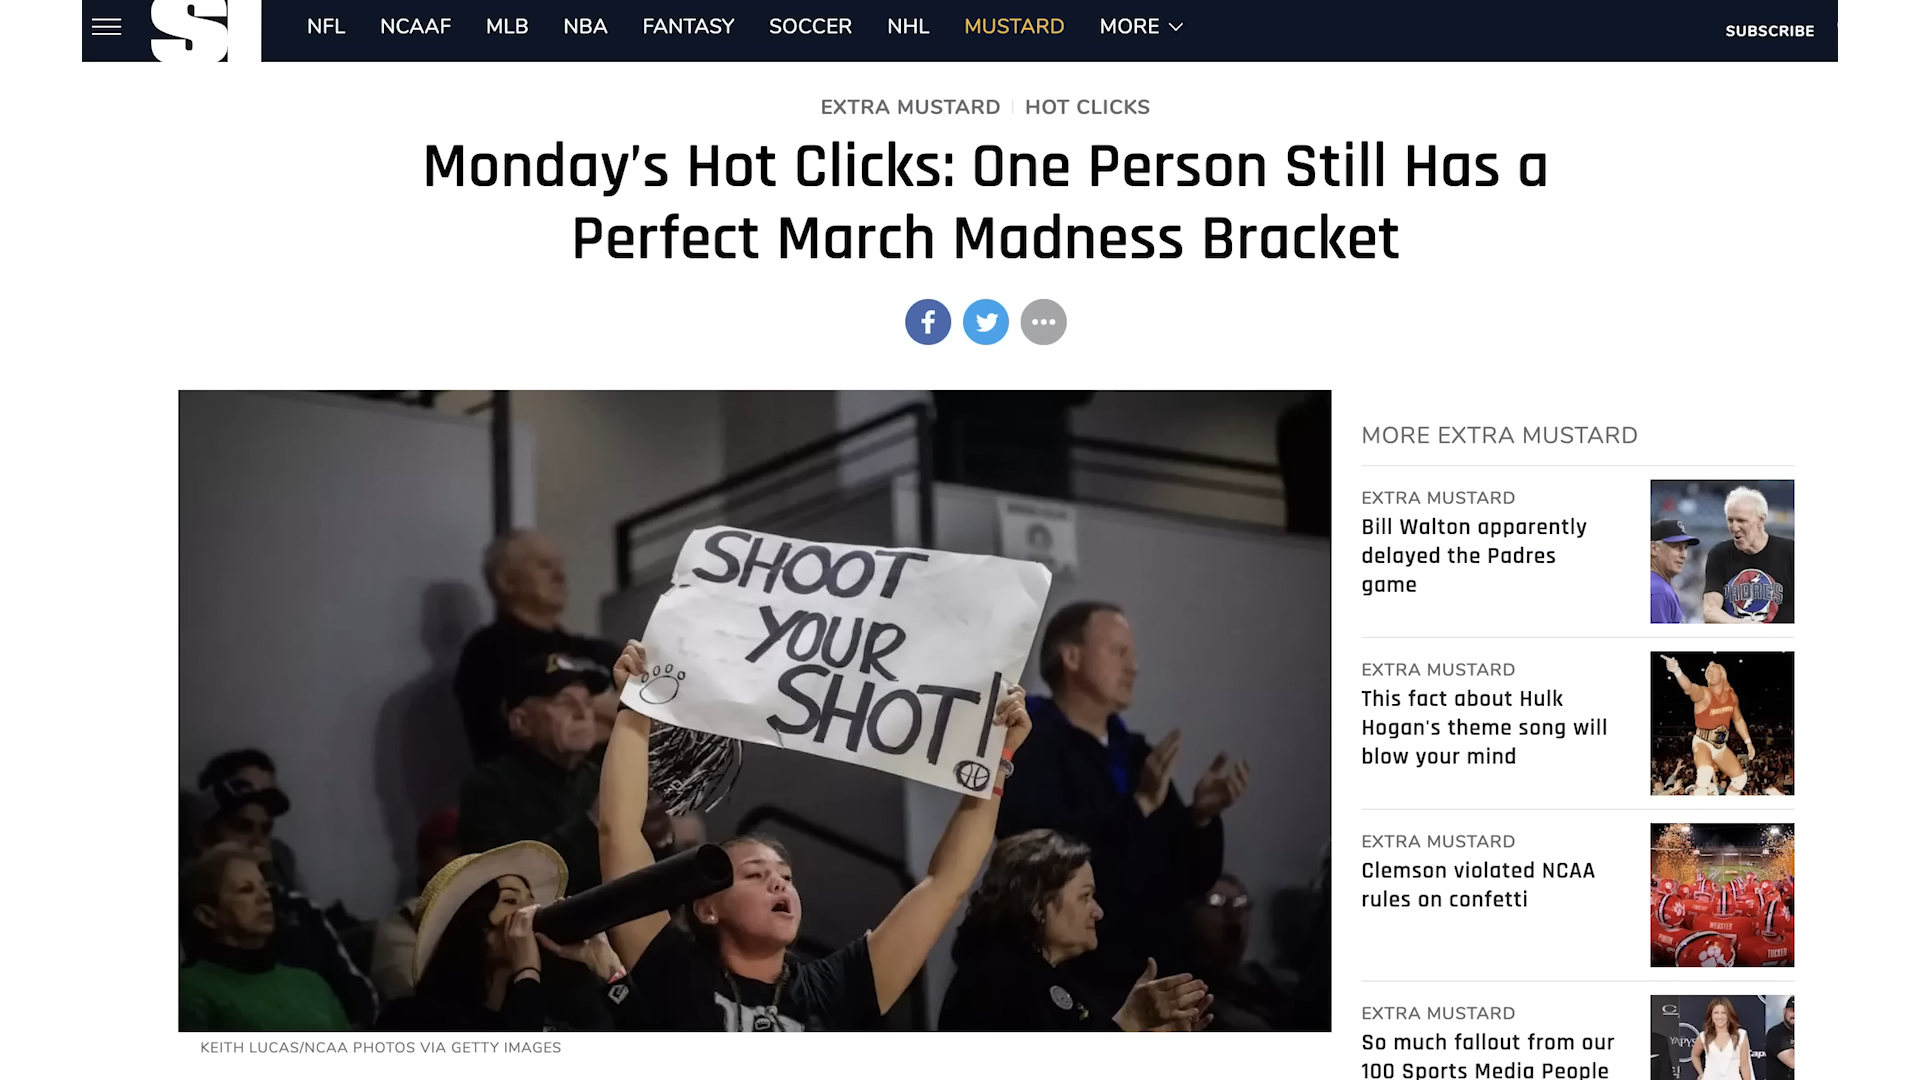 SI
NFL NCAAF MLB NBA FANTASY SOCCER NHL MUSTARD MORE
SUBSCRIBE
EXTRA MUSTARD HOT CLICKS
Monday’s Hot Clicks: One Person Still Has a
Perfect March Madness Bracket
SHOOT
YOUR
SHOT!
KEITH LUCAS/NCAA PHOTOS VIA GETTY IMAGES
MORE EXTRA MUSTARD
EXTRA MUSTARD
Bill Walton apparently
delayed the Padres
game
PADRES
EXTRA MUSTARD
This fact about Hulk
Hogan's theme song will
blow your mind
EXTRA MUSTARD
Clemson violated NCAA
rules on confetti
WEBSTER
TUCKER
EXTRA MUSTARD
So much fallout from our
100 Sports Media People